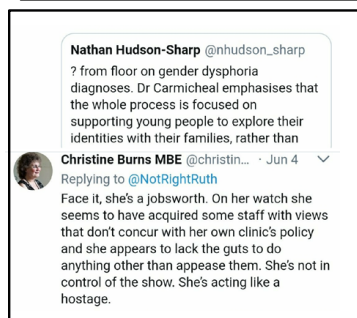 Nathan Hudson-Sharp @nhudson_sharp
? from floor on gender dysphoria
diagnoses. Dr Carmicheal emphasises that
the whole process is focused on
supporting young people to explore their
identities with their families, rather than
Christine Burns MBE @christin... · Jun 4
Replying to @NotRightRuth
Face it, she's a jobsworth. On her watch she
seems to have acquired some staff with views
that don't concur with her own clinic's policy
and she appears to lack the guts to do
anything other than appease them. She's not in
control of the show. She's acting like a
hostage.